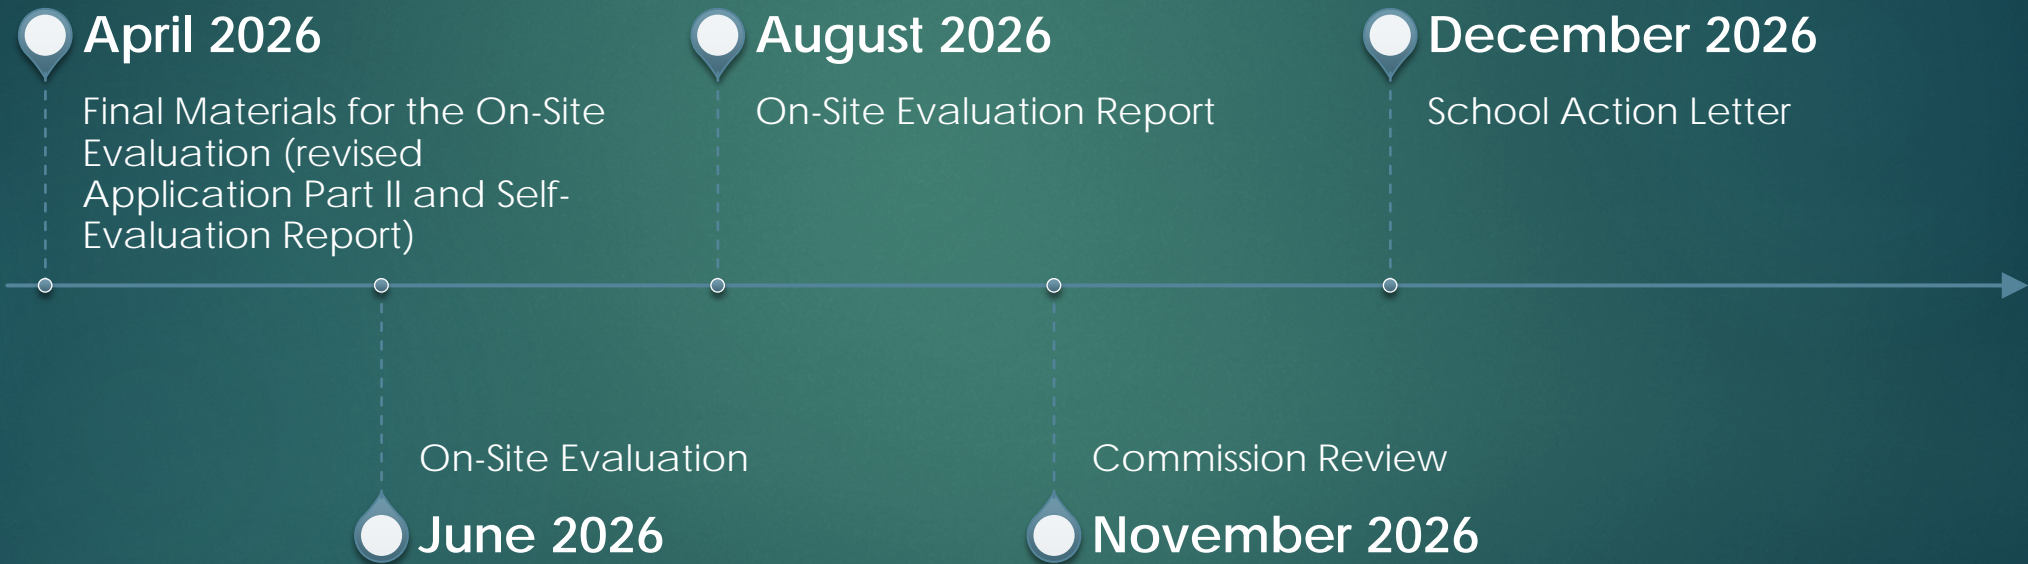 April 2026
Final Materials for the On-Site
Evaluation (revised
Application Part II and Self-
Evaluation Report)
On-Site Evaluation
June 2026
August 2026
On-Site Evaluation Report
Commission Review
November 2026
December 2026
School Action Letter